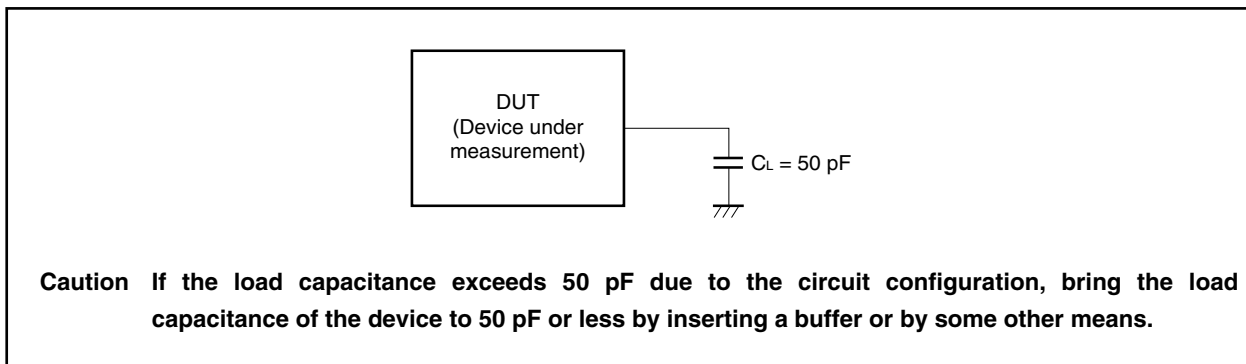 DUT
(Device under
measurement)
CL = 50 pF
Caution If the load capacitance exceeds 50 pF due to the circuit configuration, bring the load
capacitance of the device to 50 pF or less by inserting a buffer or by some other means.